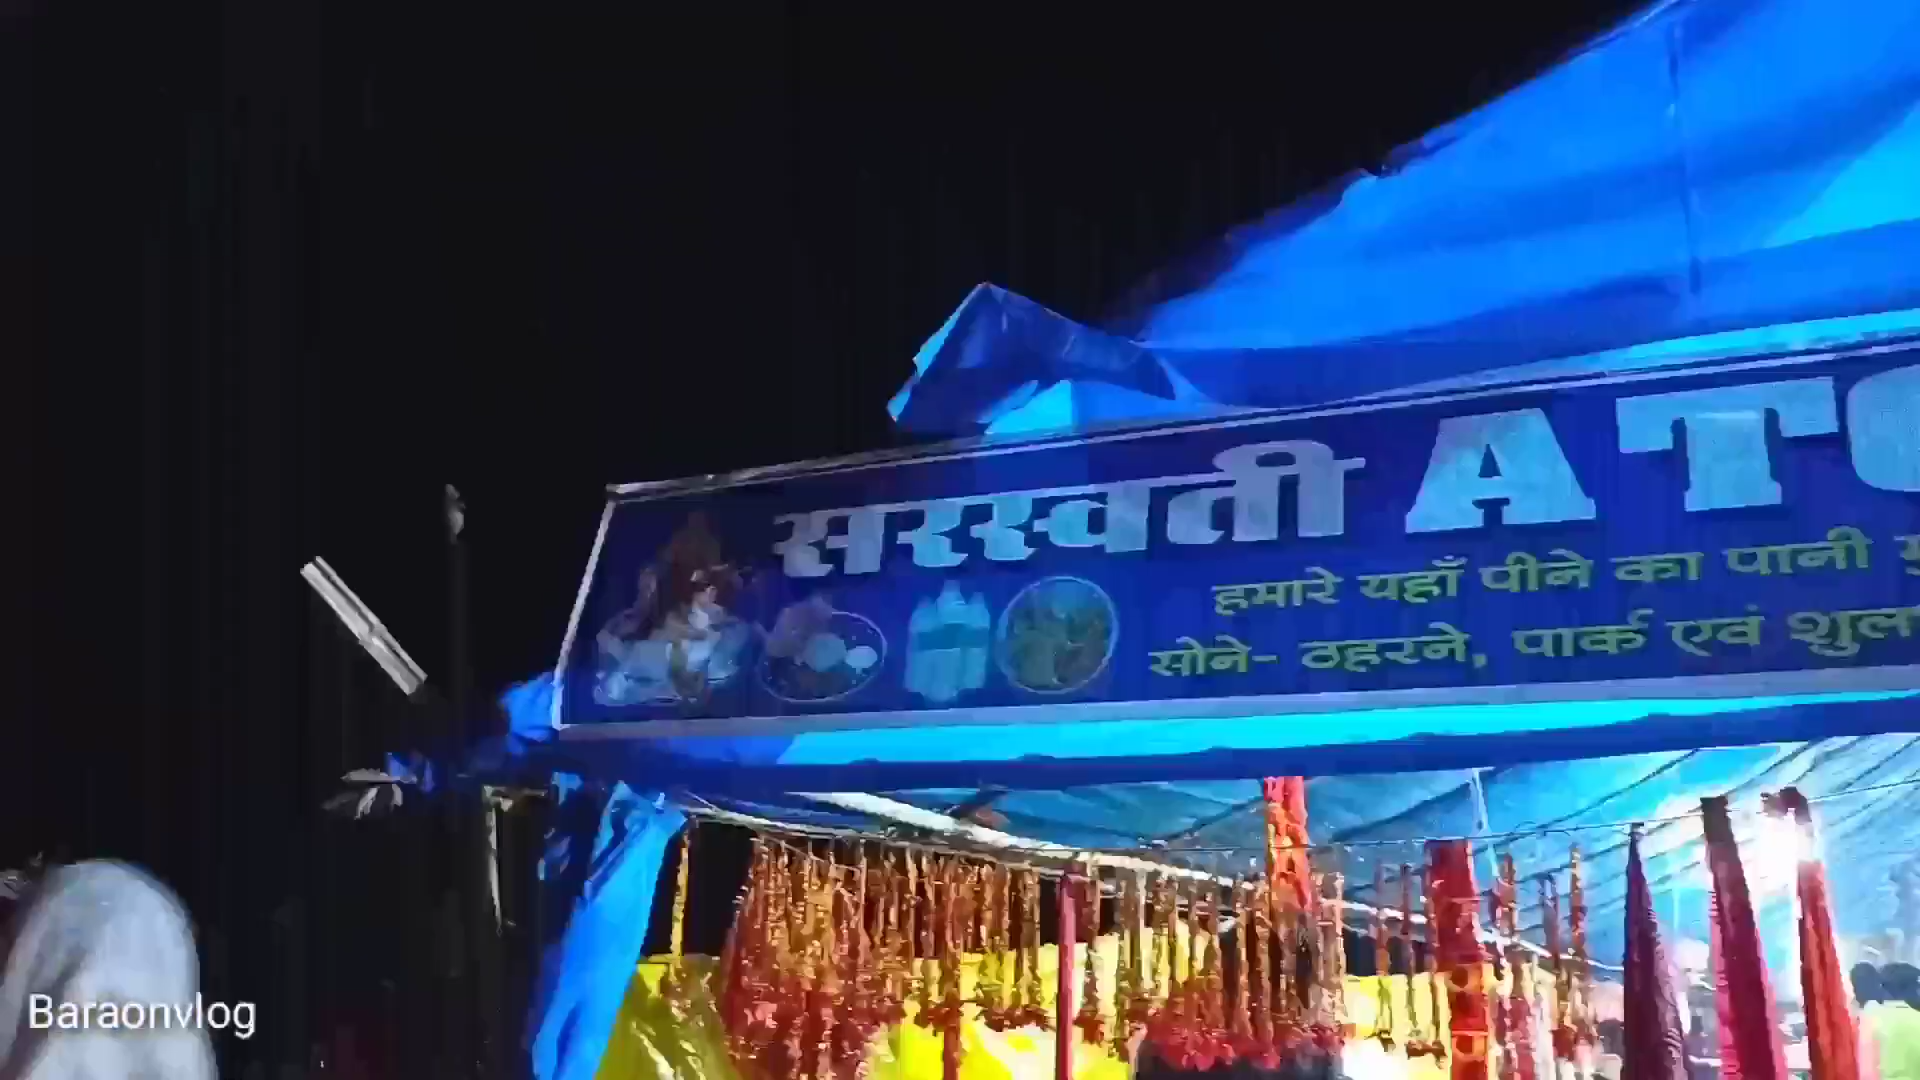 सरस्वती AT
हमारे यहाँ पीने का पानी
सोने- ठहरने, पार्क एवं
Baraonvlog